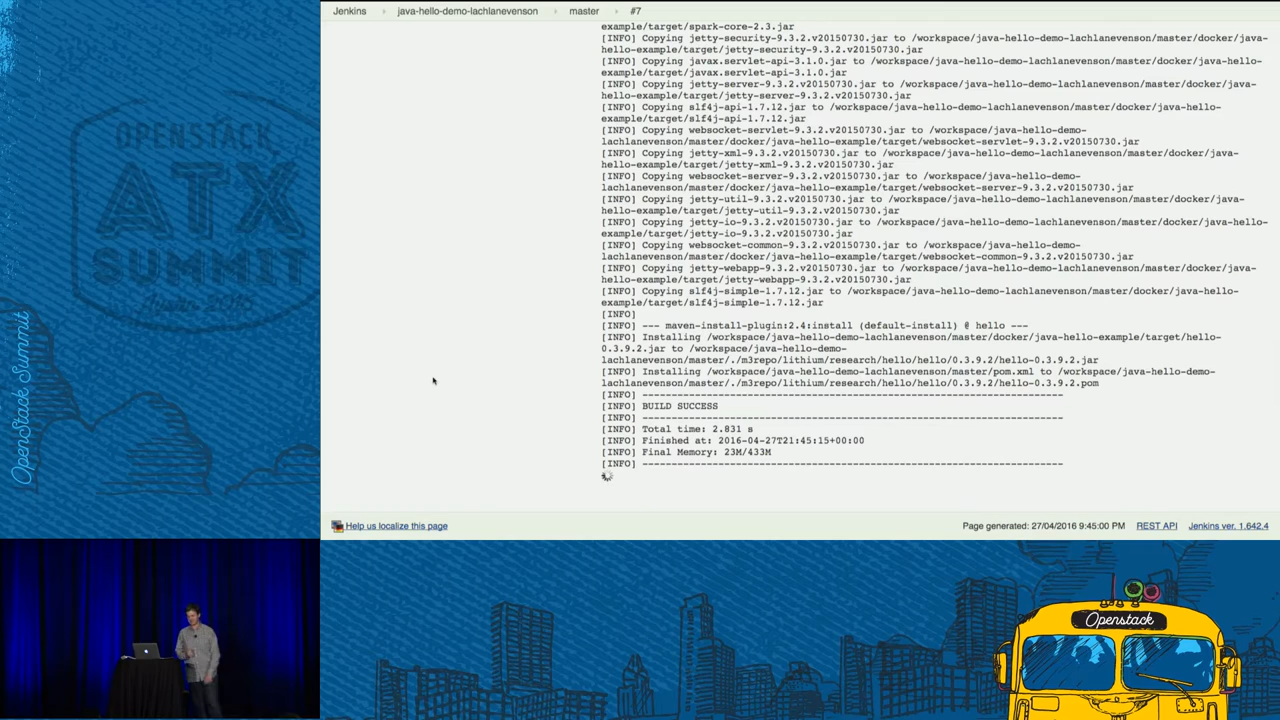 Jenkins java-hello-demo-lachlanevenson master #7
example/target/spark-core-2.3.jar
[INFO] Copying jetty-security-9.3.2.v20150730.jar to /workspace/java-hello-demo-lachlanevenson/master/docker/java-
hello-example/target/jetty-security-9.3.2.v20150730.jar
[INFO] Copying javax.servlet-api-3.1.0.jar to /workspace/java-hello-demo-lachlanevenson/master/docker/java-hello-
example/target/javax.servlet-api-3.1.0.jar
[INFO] Copying jetty-server-9.3.2.v20150730.jar to /workspace/java-hello-demo-lachlanevenson/master/docker/java-
hello-example/target/jetty-server-9.3.2.v20150730.jar
[INFO] Copying slf4j-api-1.7.12.jar to /workspace/java-hello-demo-lachlanevenson/master/docker/java-hello-
example/target/slf4j-api-1.7.12.jar
[INFO] Copying websocket-servlet-9.3.2.v20150730.jar to /workspace/java-hello-demo-
lachlanevenson/master/docker/java-hello-example/target/websocket-servlet-9.3.2.v20150730.jar
[INFO] Copying jetty-xml-9.3.2.v20150730.jar to /workspace/java-hello-demo-lachlanevenson/master/docker/java-hello-
example/target/jetty-xml-9.3.2.v20150730.jar
[INFO] Copying websocket-server-9.3.2.v20150730.jar to /workspace/java-hello-demo-
lachlanevenson/master/docker/java-hello-example/target/websocket-server-9.3.2.v20150730.jar
[INFO] Copying jetty-util-9.3.2.v20150730.jar to /workspace/java-hello-demo-lachlanevenson/master/docker/java-
hello-example/target/jetty-util-9.3.2.v20150730.jar
[INFO] Copying jetty-io-9.3.2.v20150730.jar to /workspace/java-hello-demo-lachlanevenson/master/docker/java-hello-
example/target/jetty-io-9.3.2.v20150730.jar
[INFO] Copying websocket-common-9.3.2.v20150730.jar to /workspace/java-hello-demo-
lachlanevenson/master/docker/java-hello-example/target/websocket-common-9.3.2.v20150730.jar
[INFO] Copying jetty-webapp-9.3.2.v20150730.jar to /workspace/java-hello-demo-lachlanevenson/master/docker/java-
hello-example/target/jetty-webapp-9.3.2.v20150730.jar
[INFO] Copying slf4j-simple-1.7.12.jar to /workspace/java-hello-demo-lachlanevenson/master/docker/java-hello-
example/target/slf4j-simple-1.7.12.jar
[INFO]
[INFO] --- maven-install-plugin:2.4:install (default-install) @ hello ---
[INFO] Installing /workspace/java-hello-demo-lachlanevenson/master/docker/java-hello-example/target/hello-
0.3.9.2.jar to /workspace/java-hello-demo-
lachlanevenson/master/./m3repo/lithium/research/hello/hello/0.3.9.2/hello-0.3.9.2.jar
[INFO] Installing /workspace/java-hello-demo-lachlanevenson/master/pom.xml to /workspace/java-hello-demo-
lachlanevenson/master/./m3repo/lithium/research/hello/hello/0.3.9.2/hello-0.3.9.2.pom
[INFO] ------------------------------------------------------------------------
[INFO] BUILD SUCCESS
[INFO] ------------------------------------------------------------------------
[INFO] Total time: 2.831 s
[INFO] Finished at: 2016-04-27T21:45:15+00:00
[INFO] Final Memory: 23M/433M
[INFO] ------------------------------------------------------------------------
Help us localize this page
Page generated: 27/04/2016 9:45:00 PM REST API Jenkins ver. 1.642.4
OPENSTACK
ATX
SUMMIT
OpenStack Summit
Openstack